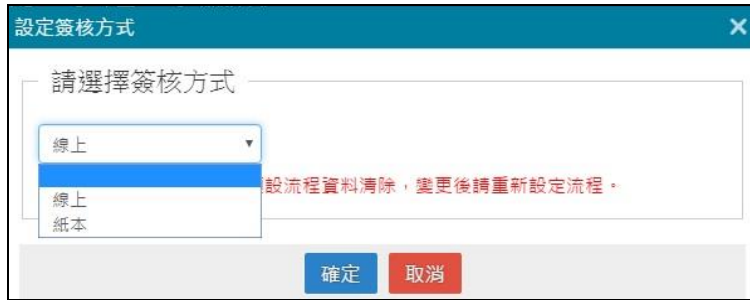 設定簽核方式
請選擇簽核方式
線上
設流程資料清除，變更後請重新設定流程。
線上
紙本
確定 取消